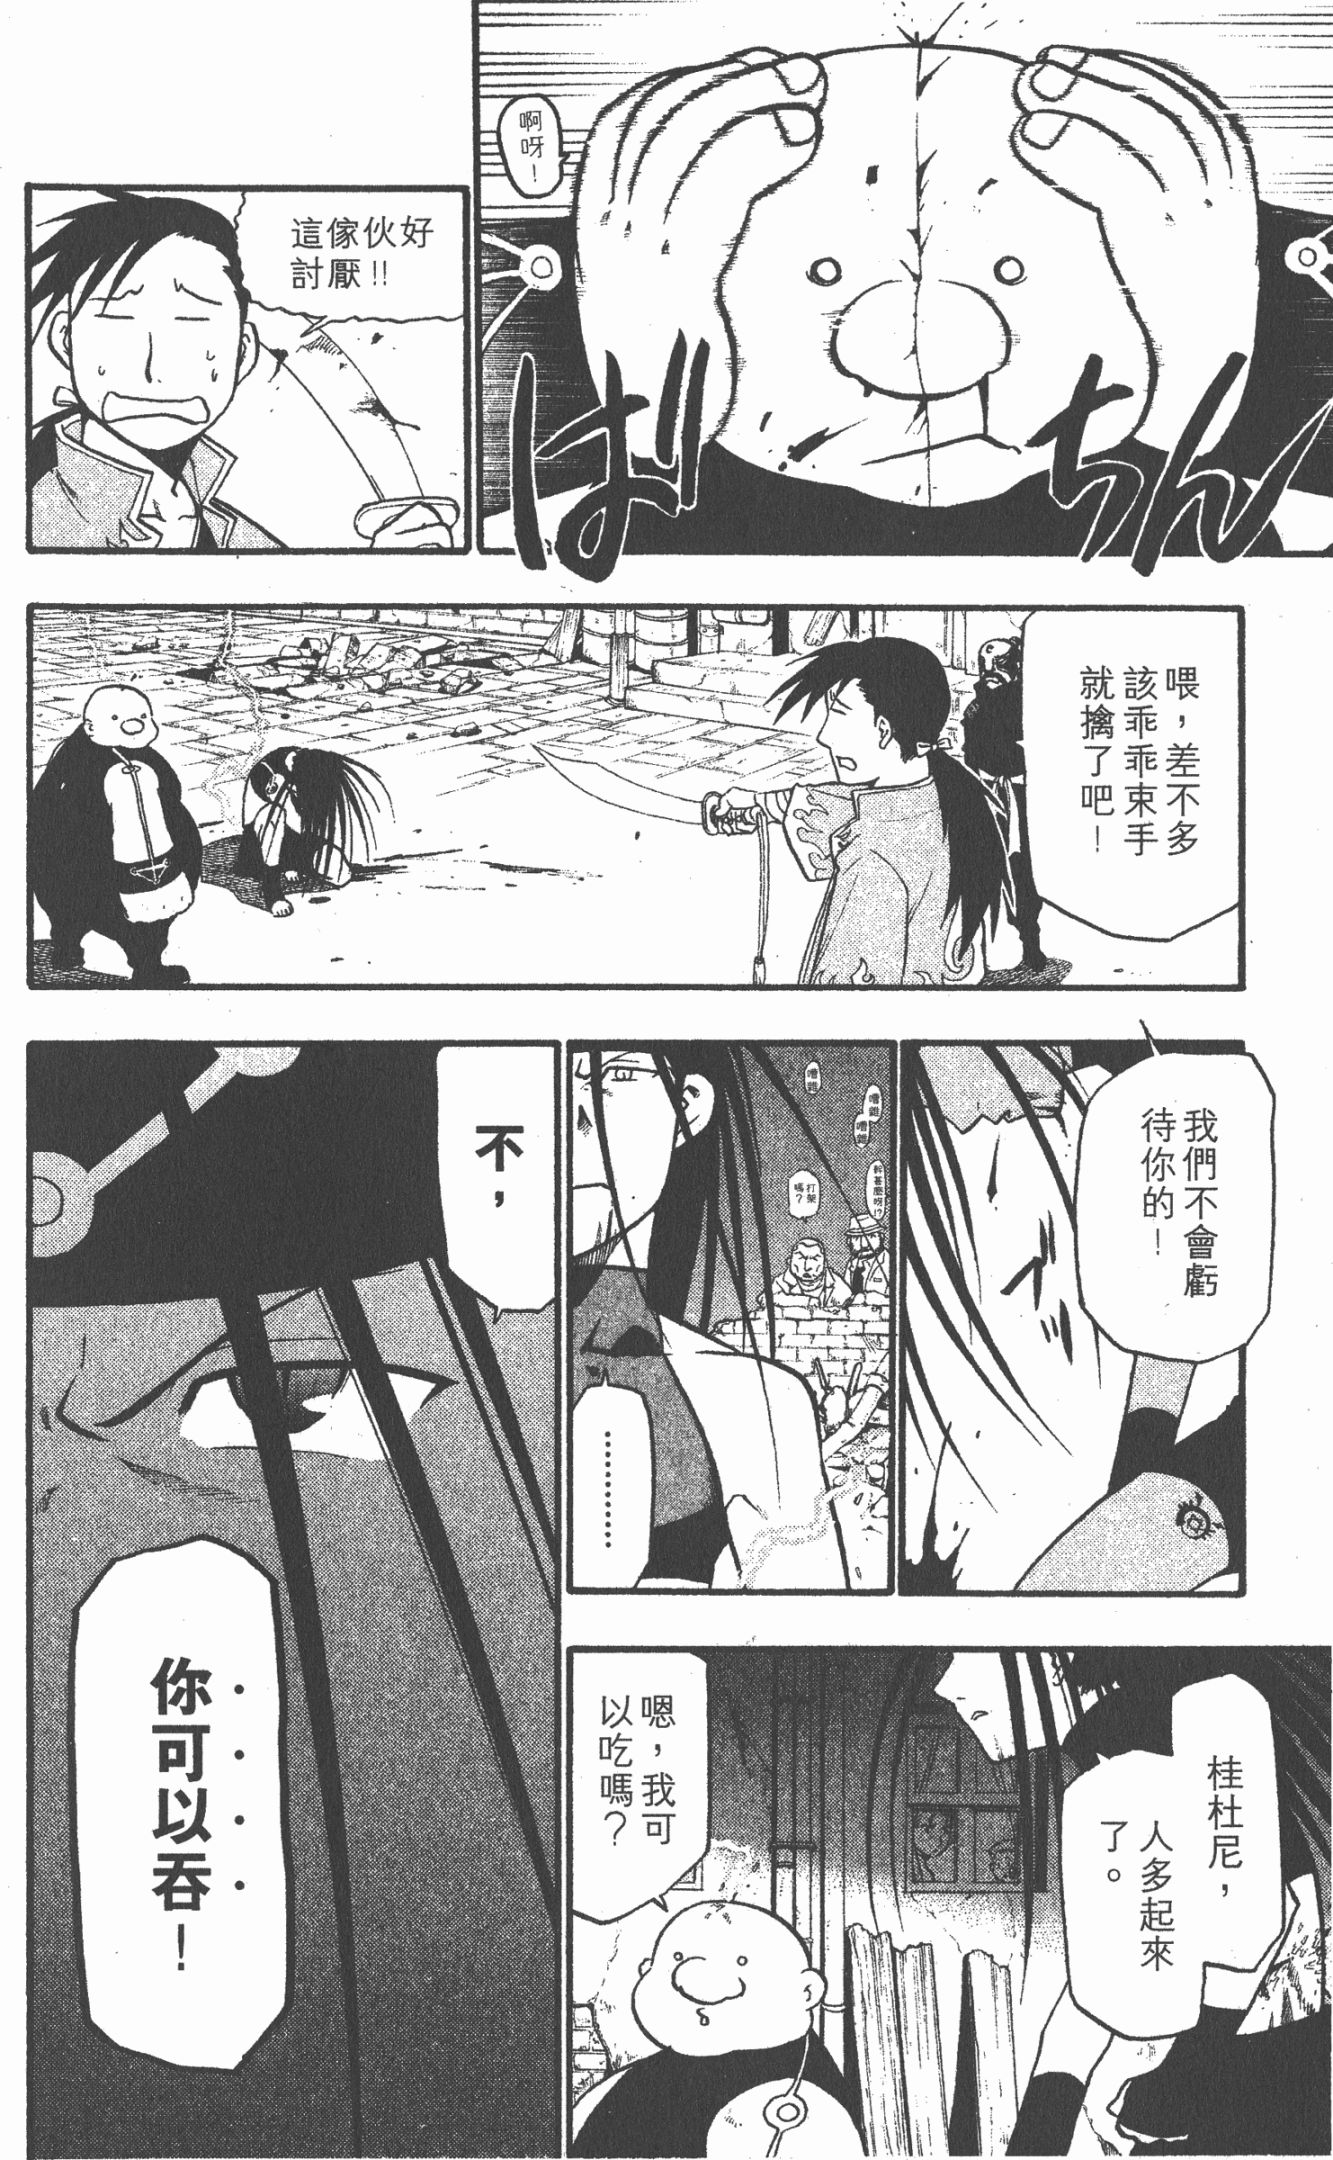 啊呀！
ばちん
這傢伙好
討厭!!
喂，差不多
該乖乖束手
就擒了吧！
我們不會虧
待你的！
嘈雜
嘈雜
嘈雜
幹甚麼呀!?
打架
嗎？
…………
不，
桂杜尼，
人多起來
了。
嗯，我可
以吃嗎？
你可以吞！